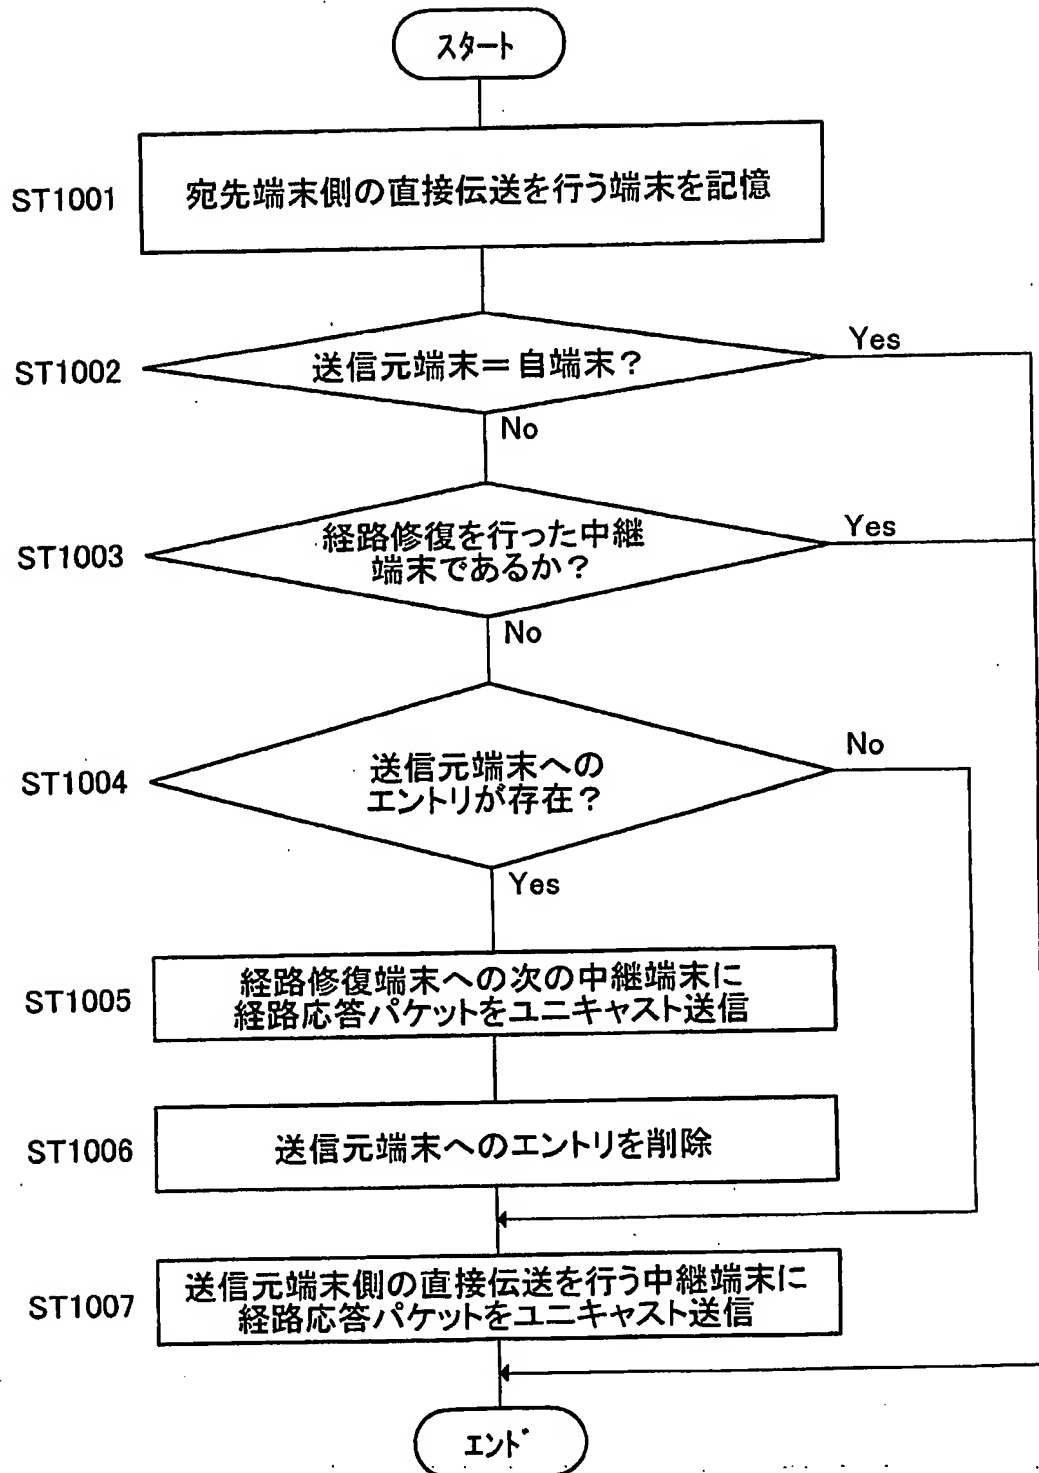 スタート
ST1001
宛先端末側の直接伝送を行う端末を記憶
ST1002
送信元端末＝自端末？
Yes
No
ST1003
経路修復を行った中継
端末であるか？
Yes
No
ST1004
送信元端末への
エントリが存在？
No
Yes
ST1005
経路修復端末への次の中継端末に
経路応答パケットをユニキャスト送信
ST1006
送信元端末へのエントリを削除
ST1007
送信元端末側の直接伝送を行う中継端末に
経路応答パケットをユニキャスト送信
エンド